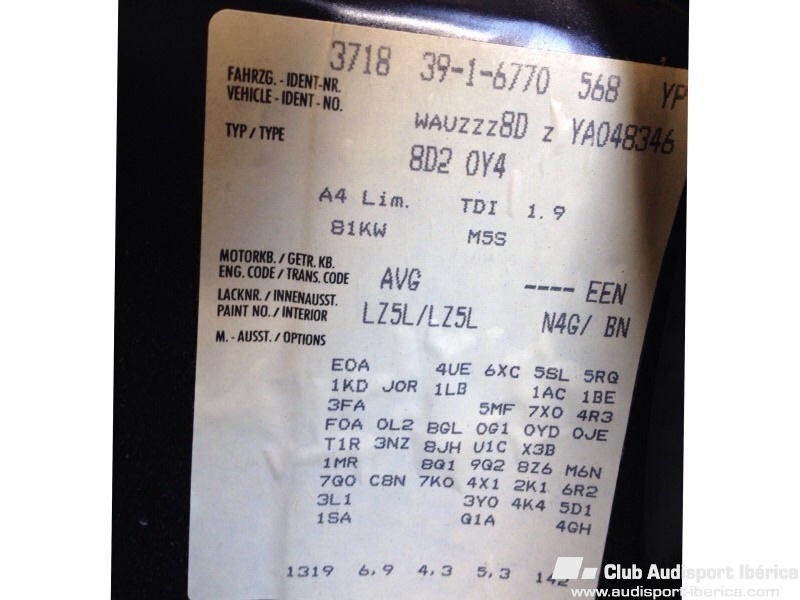 3718 39-1-6770 568 YP
FAHRZG. - IDENT-NR.
VEHICLE - IDENT - NO.
WAUZZZ8D Z YA048346
TYP / TYPE
8D2 0Y4
A4 Lim. TDI 1.9
81KW M5S
MOTORKB. / GETR. KB.
ENG. CODE / TRANS. CODE
AVG ---- EEN
LACKNR. / INNENAUSST.
PAINT NO. / INTERIOR
LZ5L/LZ5L N4G/ BN
M. - AUSST. / OPTIONS
E0A 4UE 6XC 5SL 5RQ
1KD J0R 1LB 1AC 1BE
3FA 5MF 7X0 4R3
F0A 0L2 BGL 0G1 0YD 0JE
T1R 3NZ 8JH U1C X3B
1MR 8Q1 9Q2 8Z6 M6N
7Q0 C8N 7K0 4X1 2K1 6R2
3L1 3Y0 4K4 5D1
1SA Q1A 4GH
1319 6,9 4,3 5,3 142
Club Audisport Ibérica
www.audisport-iberica.com